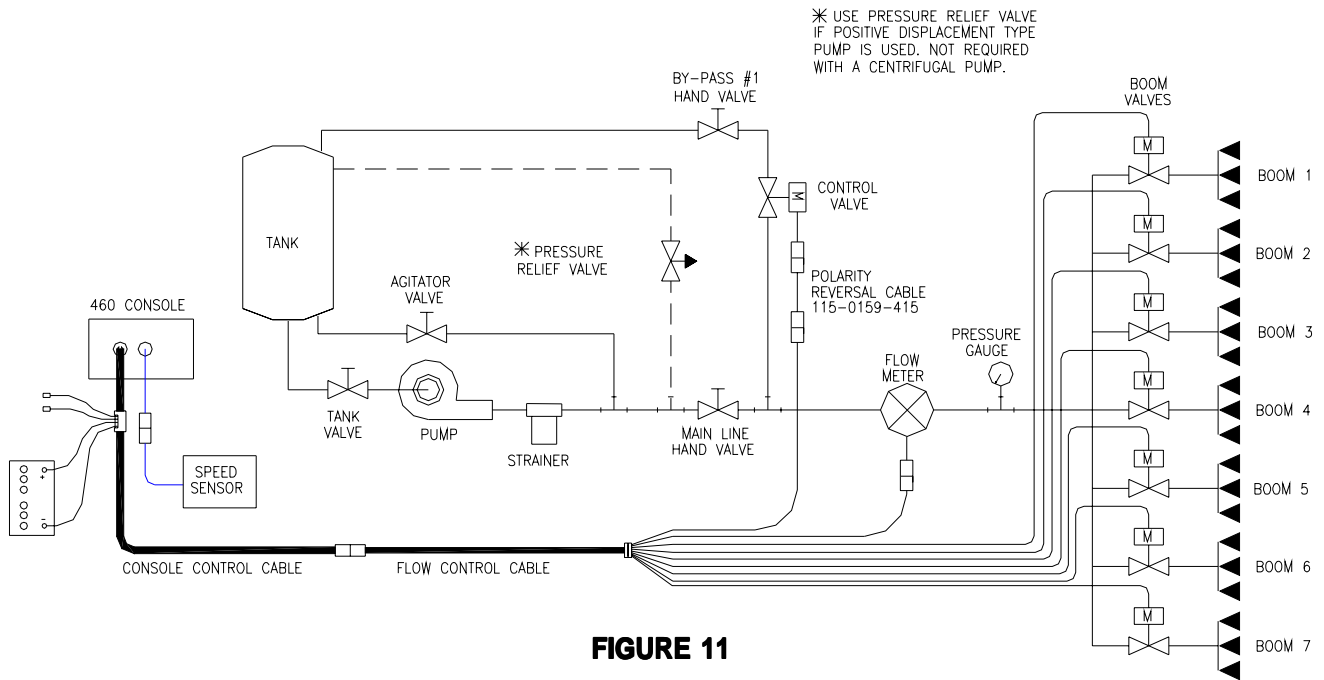 ✳ USE PRESSURE RELIEF VALVE
IF POSITIVE DISPLACEMENT TYPE
PUMP IS USED. NOT REQUIRED
WITH A CENTRIFUGAL PUMP.
BY-PASS #1
HAND VALVE
BOOM
VALVES
M
BOOM 1
M
CONTROL
VALVE
TANK
✳ PRESSURE
RELIEF VALVE
M
BOOM 2
AGITATOR
VALVE
POLARITY
REVERSAL CABLE
115-0159-415
460 CONSOLE
M
BOOM 3
PRESSURE
GAUGE
FLOW
METER
M
BOOM 4
TANK
VALVE
PUMP
STRAINER
MAIN LINE
HAND VALVE
M
BOOM 5
+
-
SPEED
SENSOR
M
BOOM 6
CONSOLE CONTROL CABLE
FLOW CONTROL CABLE
M
BOOM 7
FIGURE 11